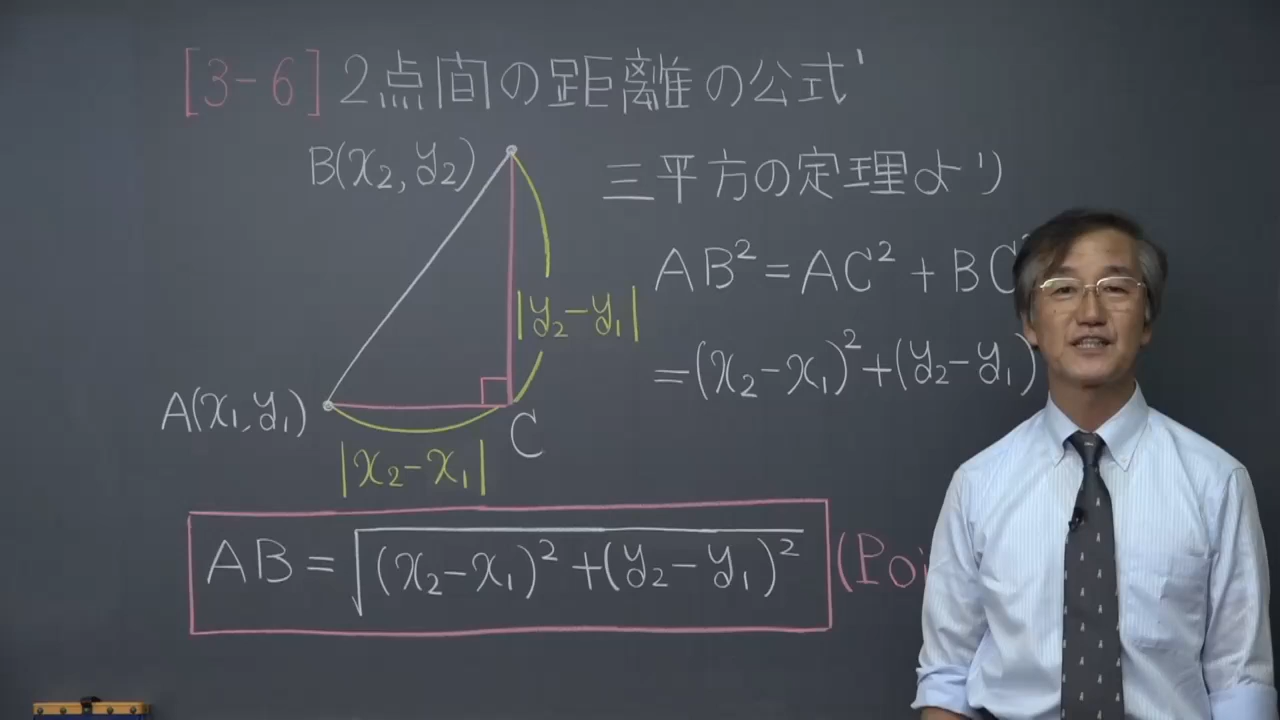 [3-6] 2点間の距離の公式
B(x₂, y₂)
三平方の定理より
AB² = AC² + BC²
|y₂-y₁|
=(x₂-x₁)²+(y₂-y₁)
A(x₁, y₁)
C
|x₂-x₁|
AB = √(x₂-x₁)²+(y₂-y₁)²